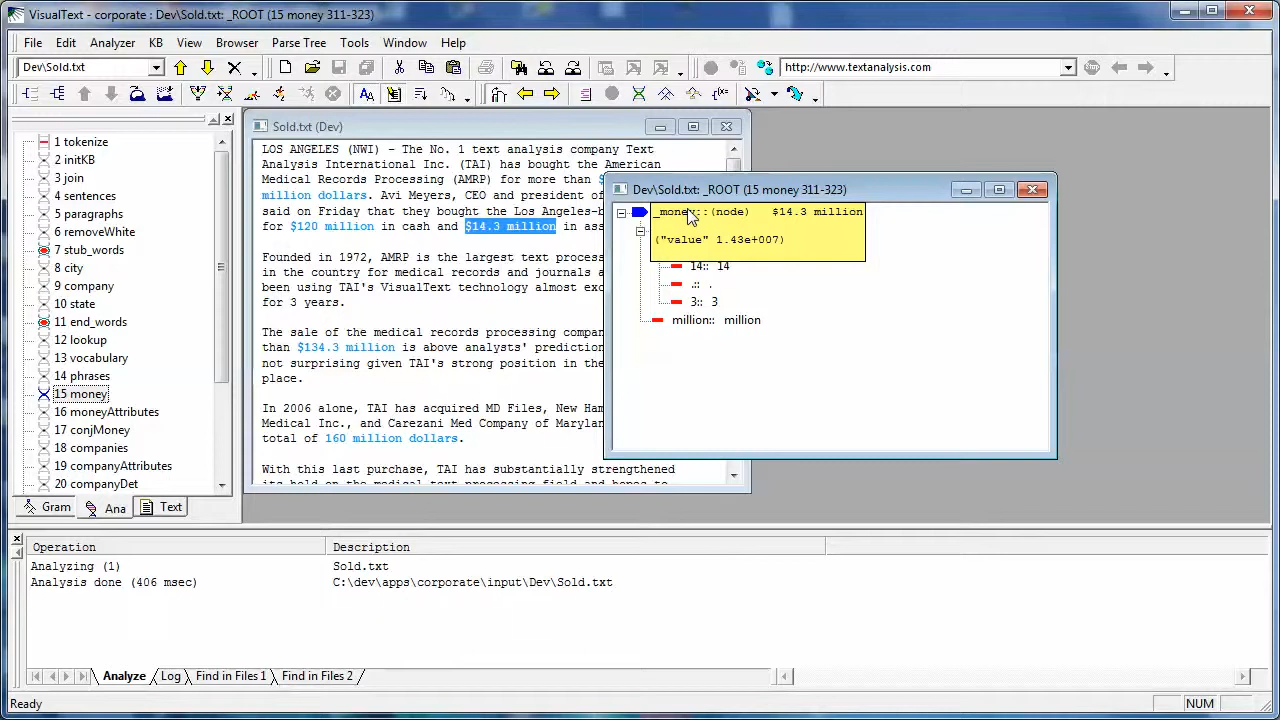 VisualText - corporate : Dev\Sold.txt: _ROOT (15 money 311-323)
File Edit Analyzer KB View Browser Parse Tree Tools Window Help
Dev\Sold.txt
http://www.textanalysis.com
1 tokenize
2 initKB
3 join
4 sentences
5 paragraphs
6 removeWhite
7 stub_words
8 city
9 company
10 state
11 end_words
12 lookup
13 vocabulary
14 phrases
15 money
16 moneyAttributes
17 conjMoney
18 companies
19 companyAttributes
20 companyDet
Gram Ana Text
Sold.txt (Dev)
LOS ANGELES (NWI) - The No. 1 text analysis company Text
Analysis International Inc. (TAI) has bought the American
Medical Records Processing (AMRP) for more than $
million dollars. Avi Meyers, CEO and president of
said on Friday that they bought the Los Angeles-b
for $120 million in cash and $14.3 million in ass
Founded in 1972, AMRP is the largest text process
in the country for medical records and journals a
been using TAI's VisualText technology almost exc
for 3 years.
The sale of the medical records processing compan
than $134.3 million is above analysts' prediction
not surprising given TAI's strong position in the
place.
In 2006 alone, TAI has acquired MD Files, New Ham
Medical Inc., and Carezani Med Company of Maryla
total of 160 million dollars.
With this last purchase, TAI has substantially strengthened
its hold on the medical text processing field and hopes to
Dev\Sold.txt: _ROOT (15 money 311-323)
_money::(node) $14.3 million
("value" 1.43e+007)
14:: 14
.:: .
3:: 3
million:: million
Operation Description
Analyzing (1) Sold.txt
Analysis done (406 msec) C:\dev\apps\corporate\input\Dev\Sold.txt
Analyze Log Find in Files 1 Find in Files 2
Ready NUM